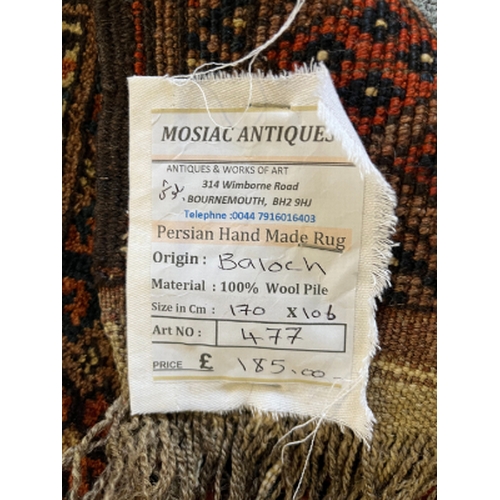 MOSIAC ANTIQUES
ANTIQUES & WORKS OF ART
314 Wimborne Road
BOURNEMOUTH, BH2 9HJ
Telephne :0044 7916016403
Persian Hand Made Rug
Origin : Baloch
Material : 100% Wool Pile
Size in Cm : 170 X 106
Art NO : 477
PRICE £ 185.00